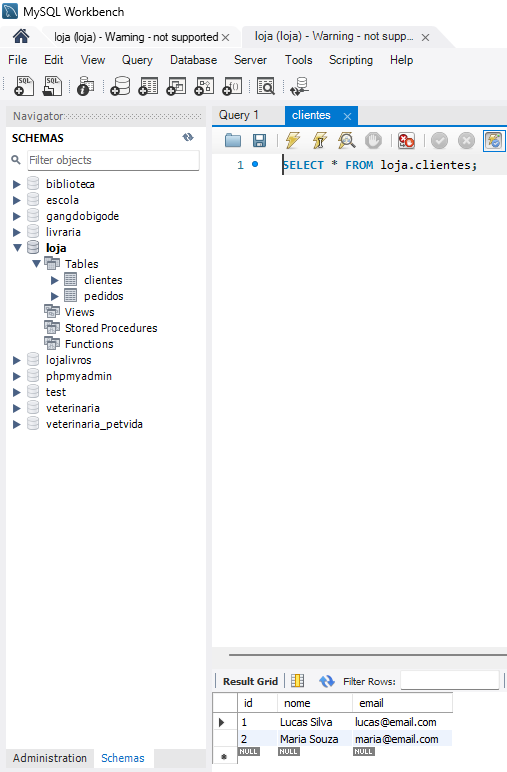 MySQL Workbench
loja (loja) - Warning - not supported
loja (loja) - Warning - not supp...
File Edit View Query Database Server Tools Scripting Help
SQL SQL
Navigator
SCHEMAS
Filter objects
biblioteca
escola
gangdobigode
livraria
loja
Tables
clientes
pedidos
Views
Stored Procedures
Functions
lojalivros
phpmyadmin
test
veterinaria
veterinaria_petvida
Administration Schemas
Query 1 clientes
1 SELECT * FROM loja.clientes;
Result Grid Filter Rows:
id nome email
1 Lucas Silva lucas@email.com
2 Maria Souza maria@email.com
NULL NULL NULL